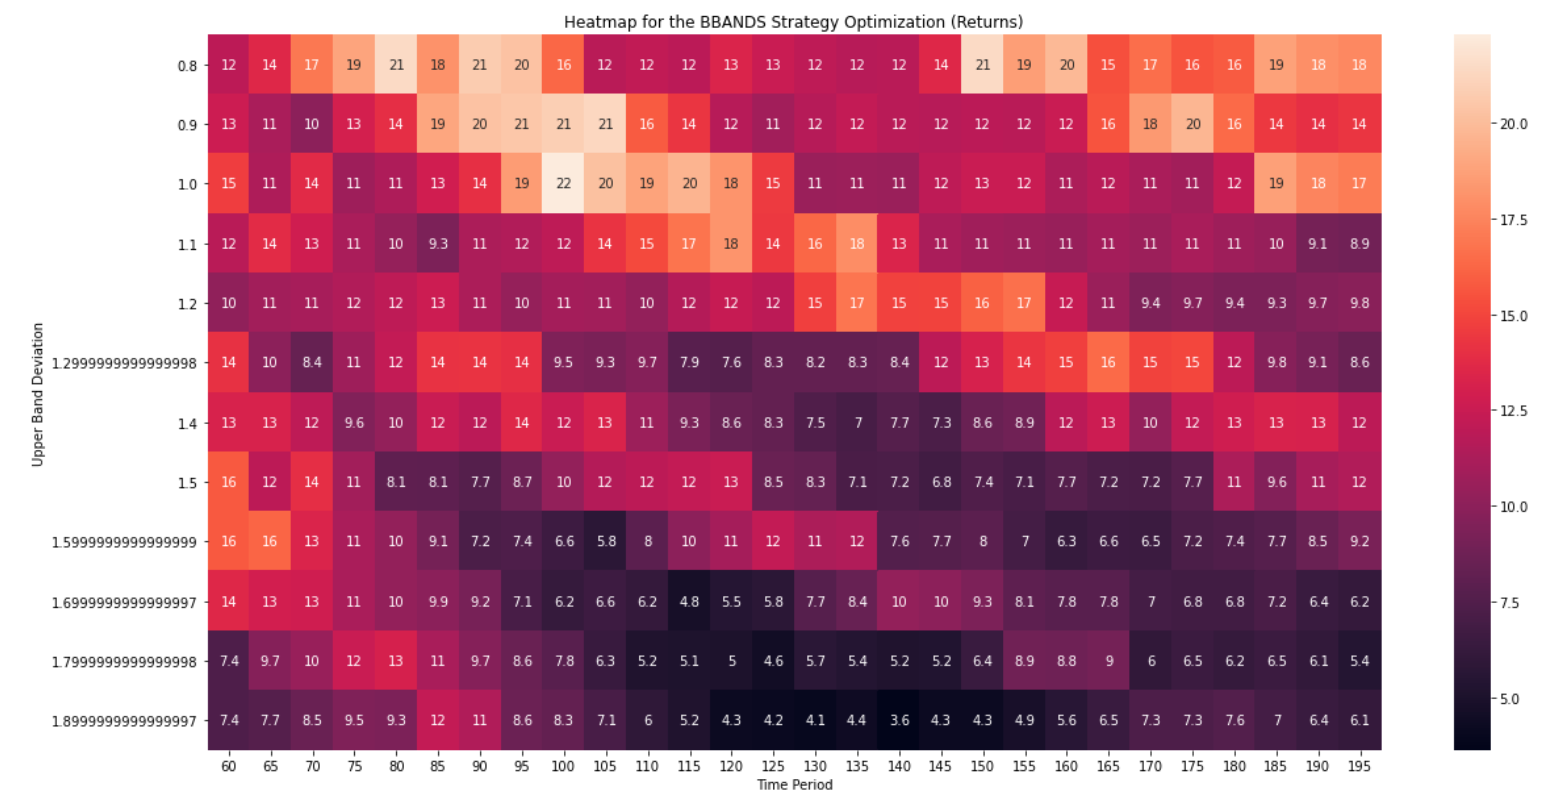 Heatmap for the BBANDS Strategy Optimization (Returns)
0.8 12 14 17 19 21 18 21 20 16 12 12 12 13 13 12 12 12 14 21 19 20 15 17 16 16 19 18 18
0.9 13 11 10 13 14 19 20 21 21 21 16 14 12 11 12 12 12 12 12 12 12 16 18 20 16 14 14 14
1.0 15 11 14 11 11 13 14 19 22 20 19 20 18 15 11 11 11 12 13 12 11 12 11 11 12 19 18 17
1.1 12 14 13 11 10 9.3 11 12 12 14 15 17 18 14 16 18 13 11 11 11 11 11 11 11 11 10 9.1 8.9
1.2 10 11 11 12 12 13 11 10 11 11 10 12 12 12 15 17 15 15 16 17 12 11 9.4 9.7 9.4 9.3 9.7 9.8
1.2999999999999998 14 10 8.4 11 12 14 14 14 9.5 9.3 9.7 7.9 7.6 8.3 8.2 8.3 8.4 12 13 14 15 16 15 15 12 9.8 9.1 8.6
1.4 13 13 12 9.6 10 12 12 14 12 13 11 9.3 8.6 8.3 7.5 7 7.7 7.3 8.6 8.9 12 13 10 12 13 13 13 12
1.5 16 12 14 11 8.1 8.1 7.7 8.7 10 12 12 12 13 8.5 8.3 7.1 7.2 6.8 7.4 7.1 7.7 7.2 7.2 7.7 11 9.6 11 12
1.5999999999999999 16 16 13 11 10 9.1 7.2 7.4 6.6 5.8 8 10 11 12 11 12 7.6 7.7 8 7 6.3 6.6 6.5 7.2 7.4 7.7 8.5 9.2
1.6999999999999997 14 13 13 11 10 9.9 9.2 7.1 6.2 6.6 6.2 4.8 5.5 5.8 7.7 8.4 10 10 9.3 8.1 7.8 7.8 7 6.8 6.8 7.2 6.4 6.2
1.7999999999999998 7.4 9.7 10 12 13 11 9.7 8.6 7.8 6.3 5.2 5.1 5 4.6 5.7 5.4 5.2 5.2 6.4 8.9 8.8 9 6 6.5 6.2 6.5 6.1 5.4
1.8999999999999997 7.4 7.7 8.5 9.5 9.3 12 11 8.6 8.3 7.1 6 5.2 4.3 4.2 4.1 4.4 3.6 4.3 4.3 4.9 5.6 6.5 7.3 7.3 7.6 7 6.4 6.1
60 65 70 75 80 85 90 95 100 105 110 115 120 125 130 135 140 145 150 155 160 165 170 175 180 185 190 195
Time Period
Upper Band Deviation
20.0
17.5
15.0
12.5
10.0
7.5
5.0